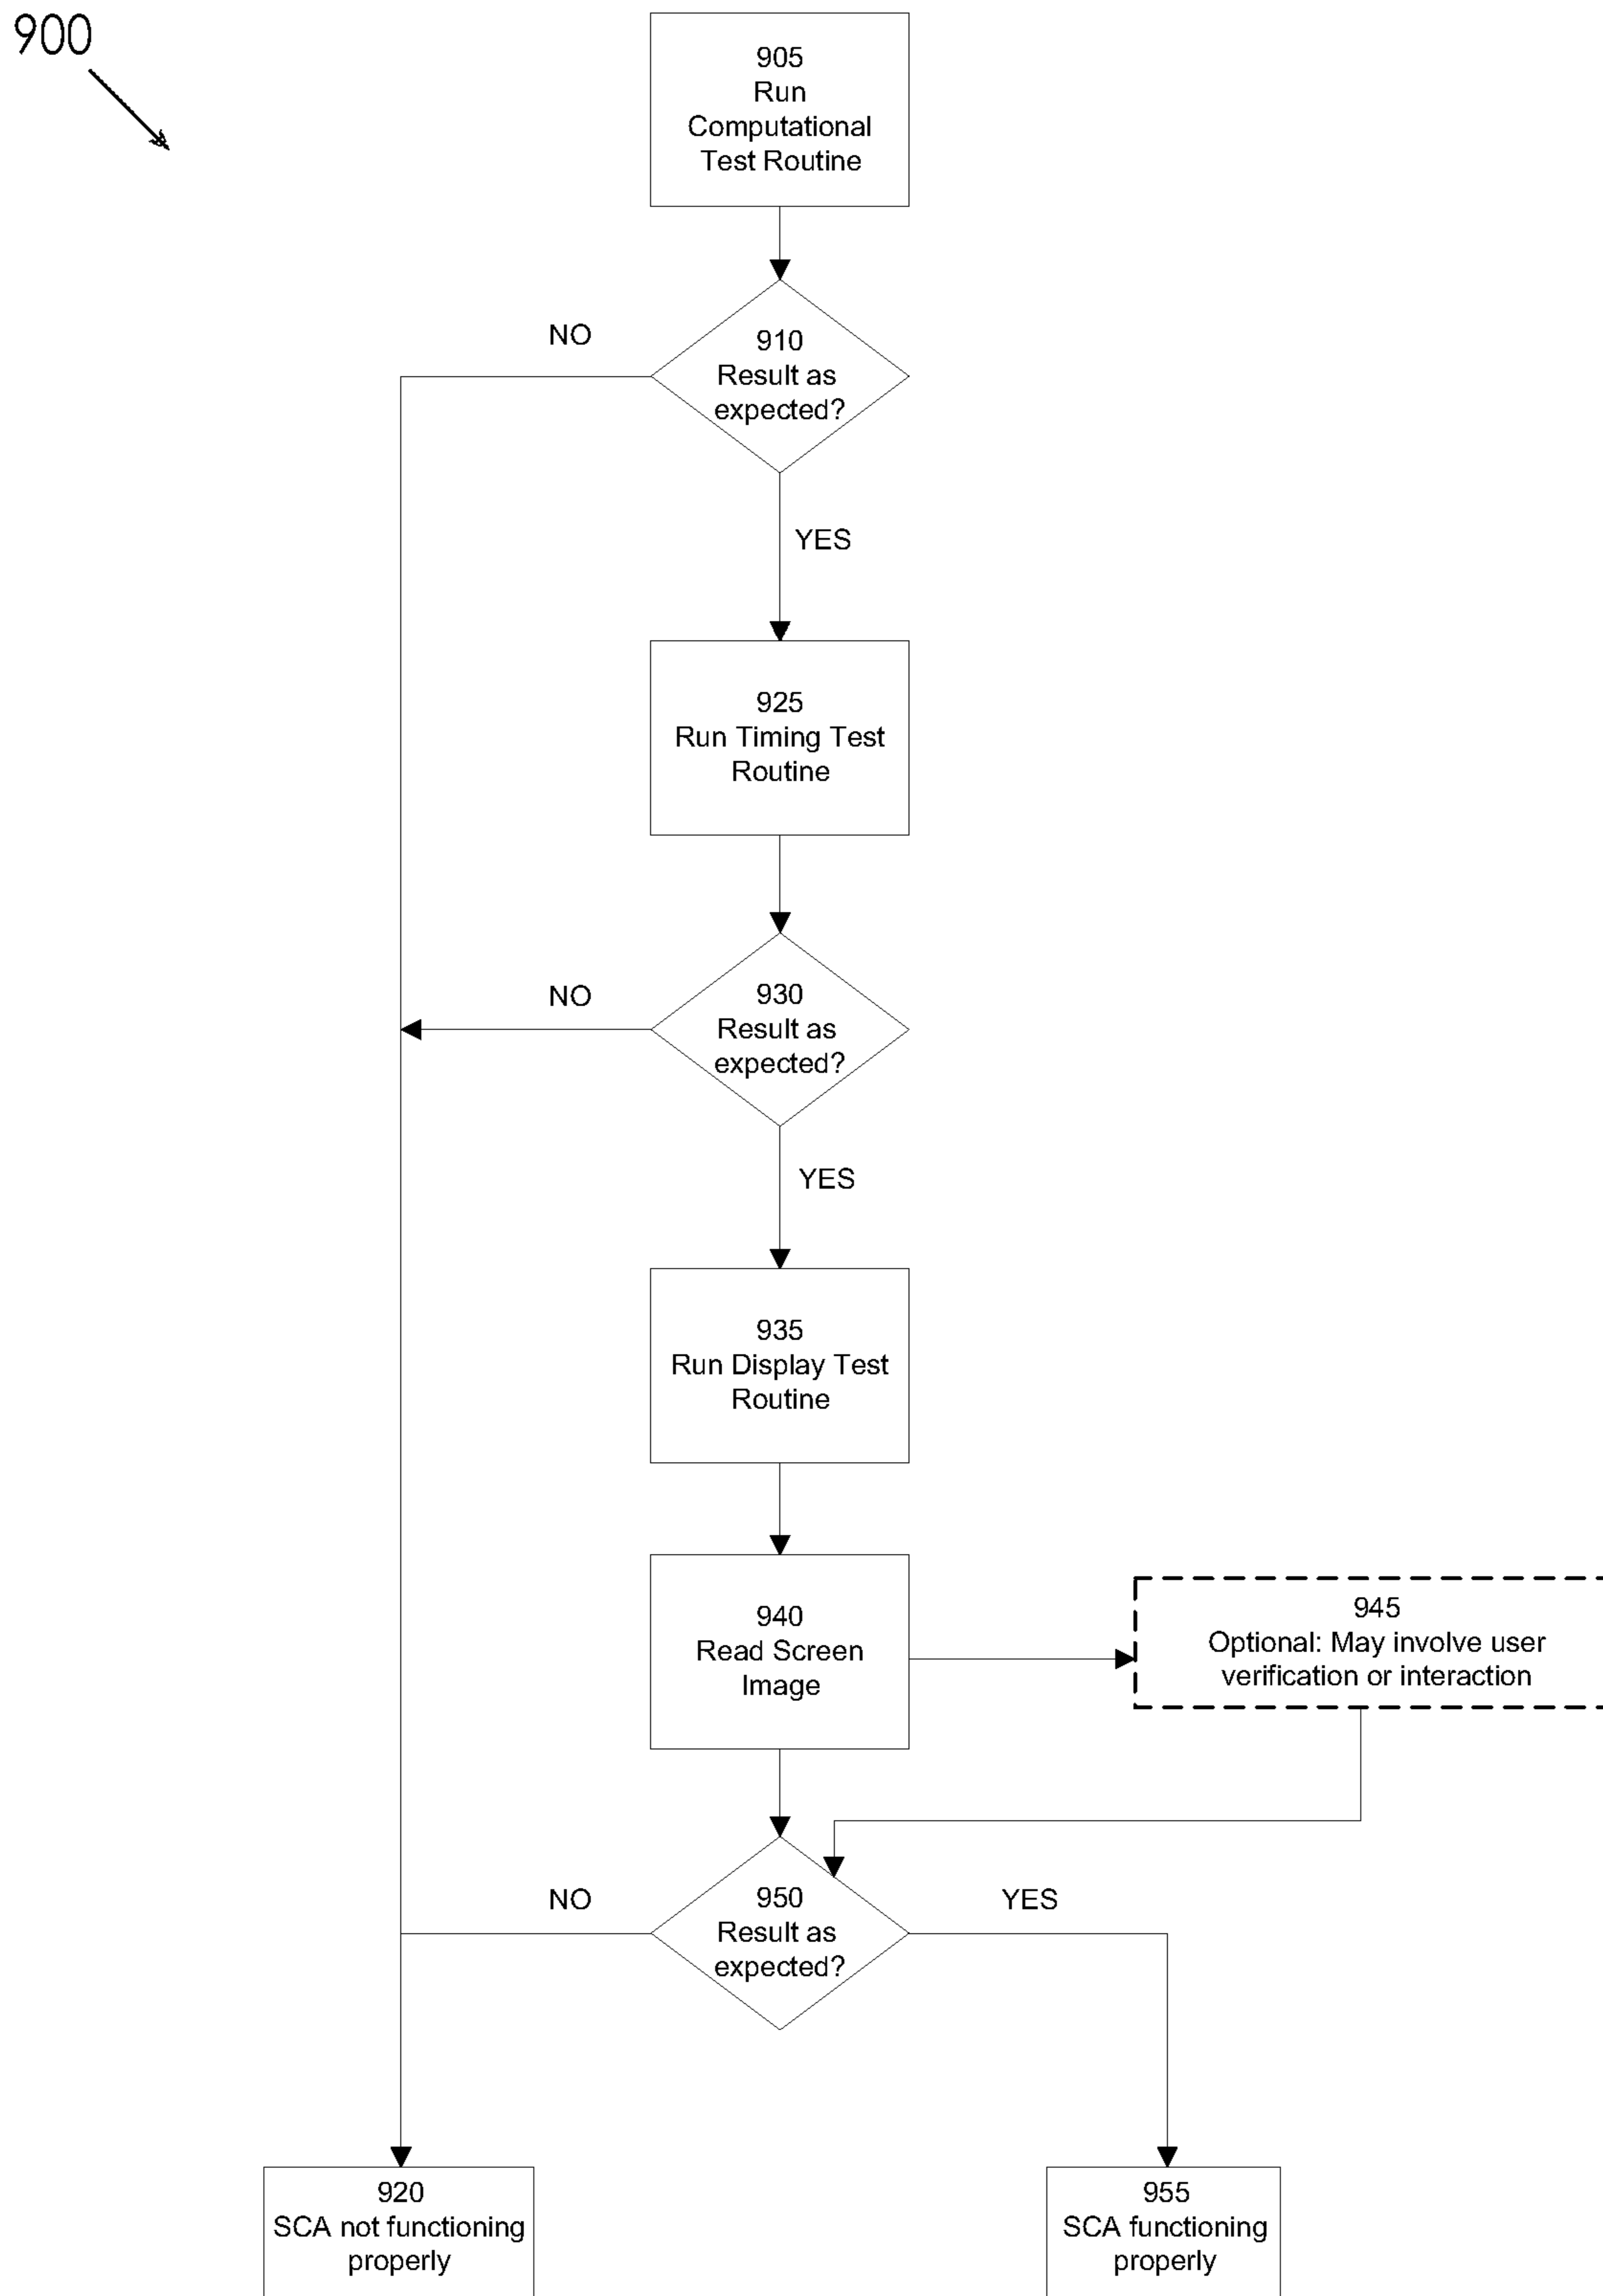 900
905
Run
Computational
Test Routine
NO
910
Result as
expected?
YES
925
Run Timing Test
Routine
NO
930
Result as
expected?
YES
935
Run Display Test
Routine
940
Read Screen
Image
945
Optional: May involve user
verification or interaction
NO
950
Result as
expected?
YES
920
SCA not functioning
properly
955
SCA functioning
properly